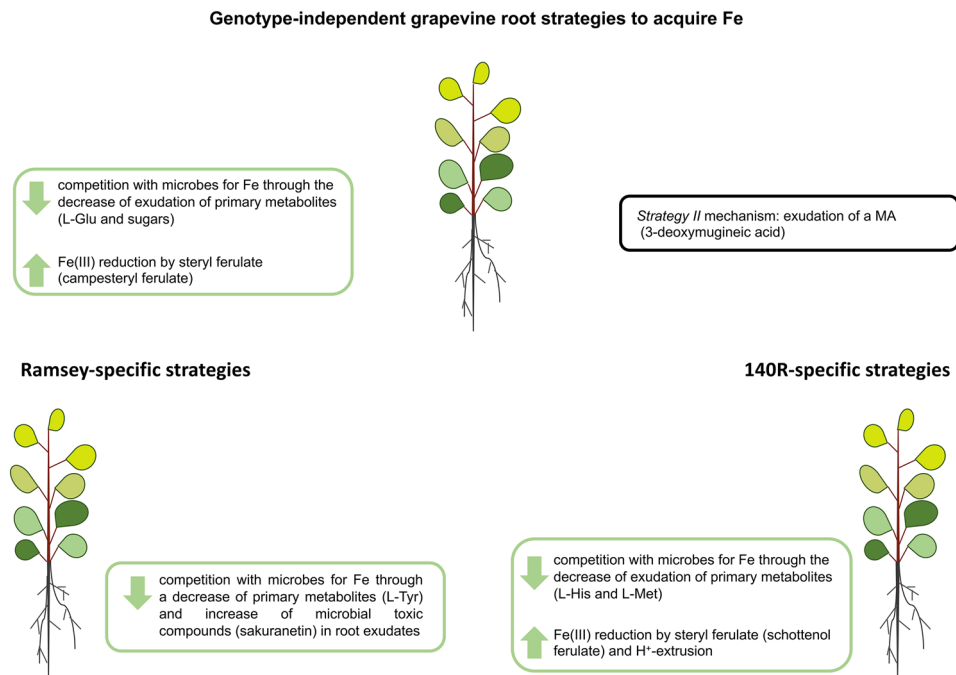 Genotype-independent grapevine root strategies to acquire Fe
competition with microbes for Fe through the
decrease of exudation of primary metabolites
(L-Glu and sugars)
Fe(III) reduction by steryl ferulate
(campesteryl ferulate)
Strategy II mechanism: exudation of a MA
(3-deoxymugineic acid)
Ramsey-specific strategies
competition with microbes for Fe through
a decrease of primary metabolites (L-Tyr)
and increase of microbial toxic
compounds (sakuranetin) in root exudates
140R-specific strategies
competition with microbes for Fe through the
decrease of exudation of primary metabolites
(L-His and L-Met)
Fe(III) reduction by steryl ferulate (schottenol
ferulate) and H⁺-extrusion